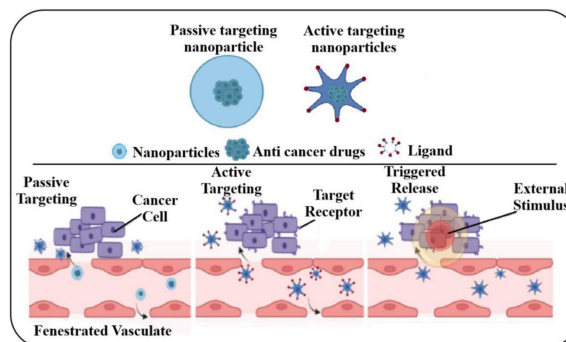 Passive targeting
nanoparticle
Active targeting
nanoparticles
Nanoparticles
Anti cancer drugs
Ligand
Passive
Targeting
Cancer
Cell
Active
Targeting
Target
Receptor
Triggered
Release
External
Stimulus
Fenestrated Vasculate